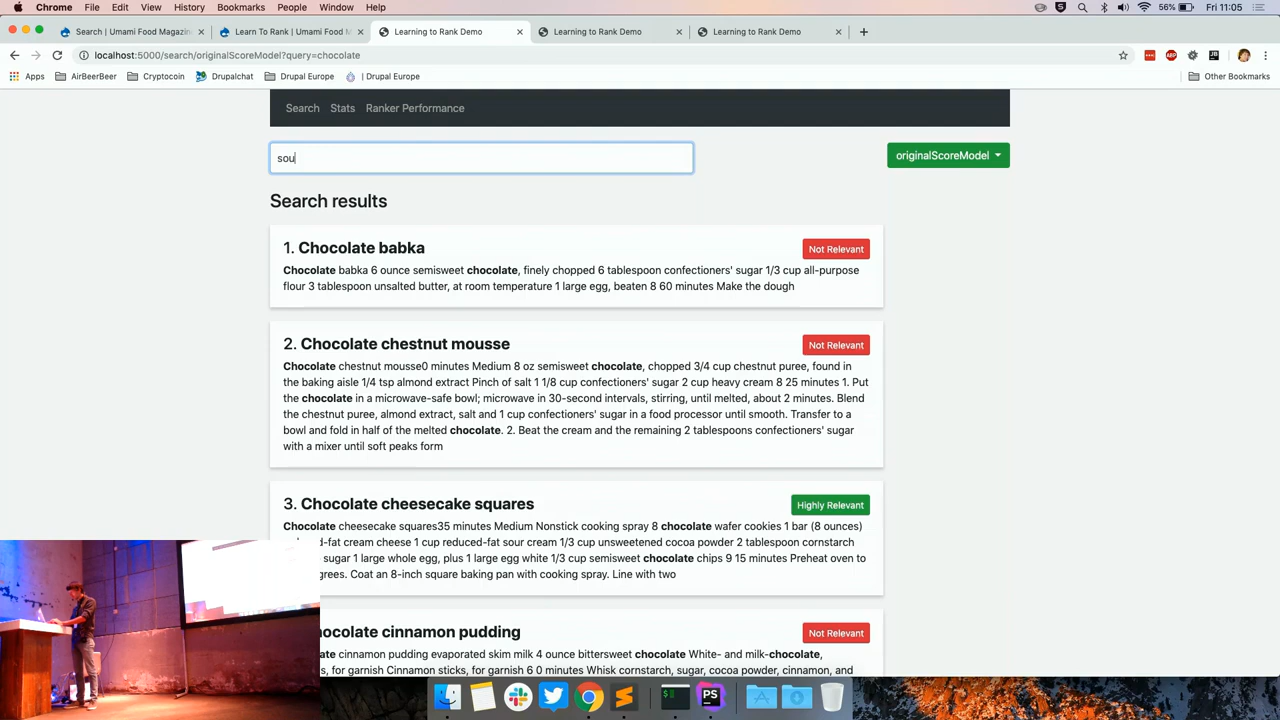 Chrome File Edit View History Bookmarks People Window Help 56% Fri 11:05
Search | Umami Food Magazin Learn To Rank | Umami Food M Learning to Rank Demo Learning to Rank Demo Learning to Rank Demo
localhost:5000/search/originalScoreModel?query=chocolate
Apps AirBeerBeer Cryptocoin Drupalchat Drupal Europe | Drupal Europe Other Bookmarks
Search Stats Ranker Performance
sou originalScoreModel
Search results
1. Chocolate babka Not Relevant
Chocolate babka 6 ounce semisweet chocolate, finely chopped 6 tablespoon confectioners' sugar 1/3 cup all-purpose
flour 3 tablespoon unsalted butter, at room temperature 1 large egg, beaten 8 60 minutes Make the dough
2. Chocolate chestnut mousse Not Relevant
Chocolate chestnut mousse0 minutes Medium 8 oz semisweet chocolate, chopped 3/4 cup chestnut puree, found in
the baking aisle 1/4 tsp almond extract Pinch of salt 1 1/8 cup confectioners' sugar 2 cup heavy cream 8 25 minutes 1. Put
the chocolate in a microwave-safe bowl; microwave in 30-second intervals, stirring, until melted, about 2 minutes. Blend
the chestnut puree, almond extract, salt and 1 cup confectioners' sugar in a food processor until smooth. Transfer to a
bowl and fold in half of the melted chocolate. 2. Beat the cream and the remaining 2 tablespoons confectioners' sugar
with a mixer until soft peaks form
3. Chocolate cheesecake squares Highly Relevant
Chocolate cheesecake squares35 minutes Medium Nonstick cooking spray 8 chocolate wafer cookies 1 bar (8 ounces)
d-fat cream cheese 1 cup reduced-fat sour cream 1/3 cup unsweetened cocoa powder 2 tablespoon cornstarch
sugar 1 large whole egg, plus 1 large egg white 1/3 cup semisweet chocolate chips 9 15 minutes Preheat oven to
grees. Coat an 8-inch square baking pan with cooking spray. Line with two
ocolate cinnamon pudding Not Relevant
ate cinnamon pudding evaporated skim milk 4 ounce bittersweet chocolate White- and milk-chocolate,
s, for garnish Cinnamon sticks, for garnish 6 0 minutes Whisk cornstarch, sugar, cocoa powder, cinnamon, and